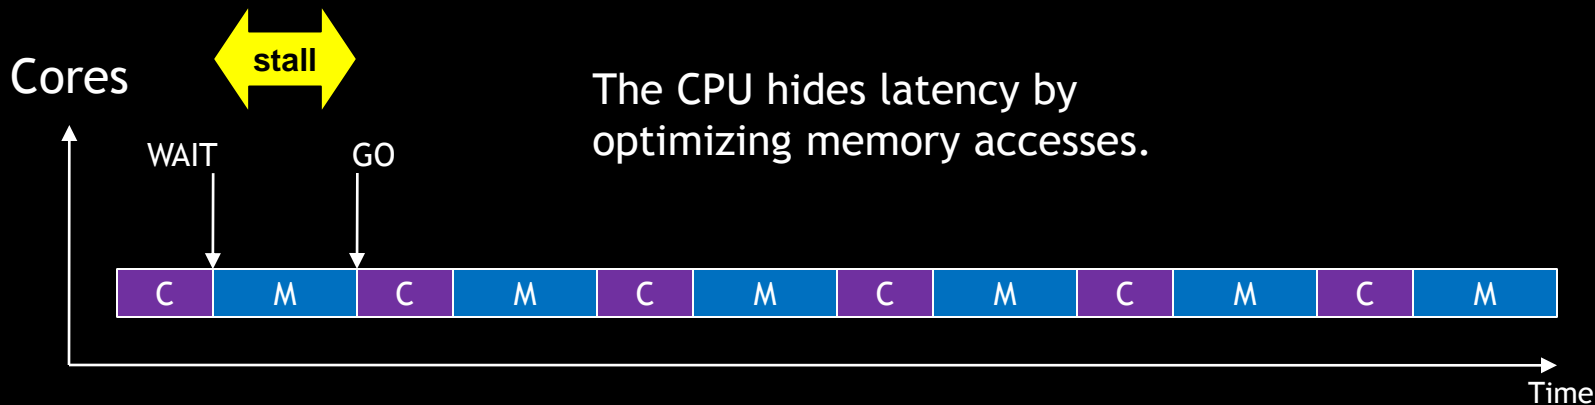 stall
Cores
The CPU hides latency by
optimizing memory accesses.
WAIT GO
C M C M C M C M C M C M
Time